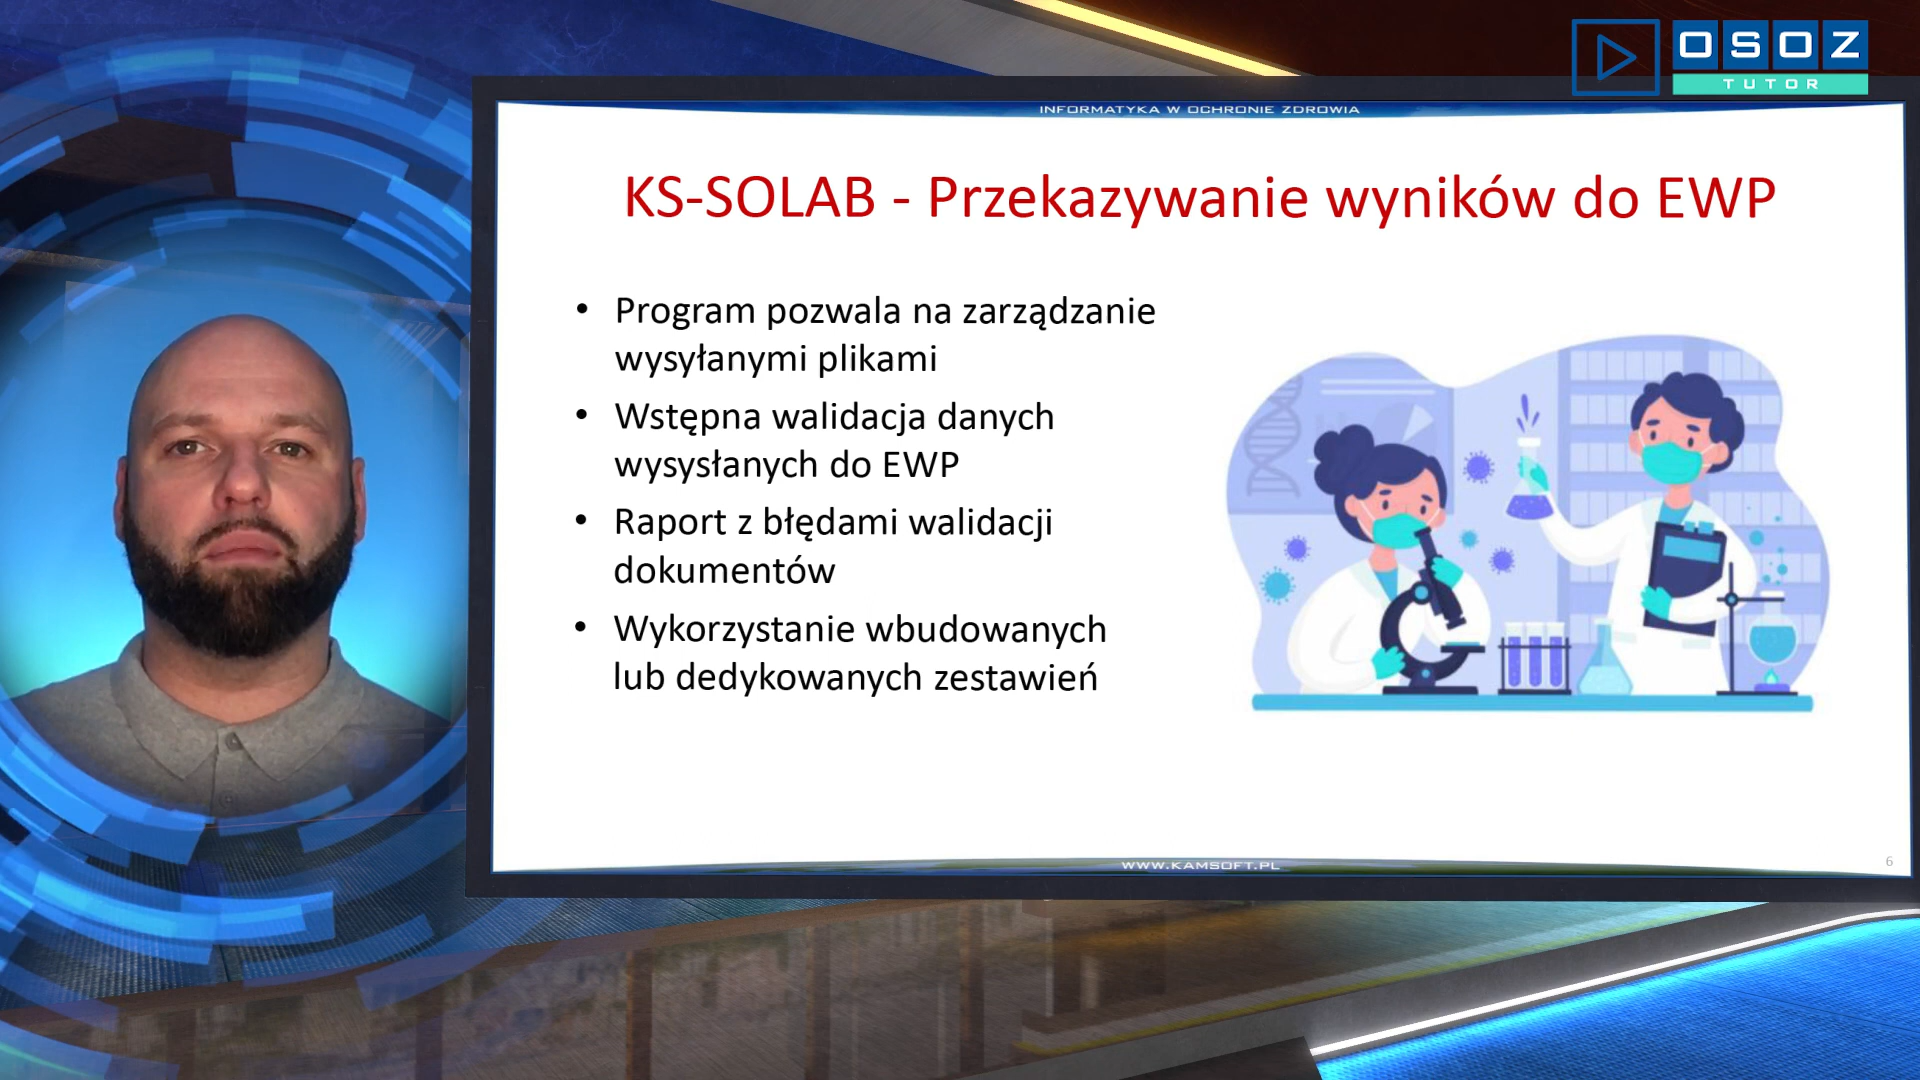 OSOZ
TUTOR
INFORMATYKA W OCHRONIE ZDROWIA
KS-SOLAB - Przekazywanie wyników do EWP
• Program pozwala na zarządzanie
wysyłanymi plikami
• Wstępna walidacja danych
wysysłanych do EWP
• Raport z błędami walidacji
dokumentów
• Wykorzystanie wbudowanych
lub dedykowanych zestawień
WWW.KAMSOFT.PL
6